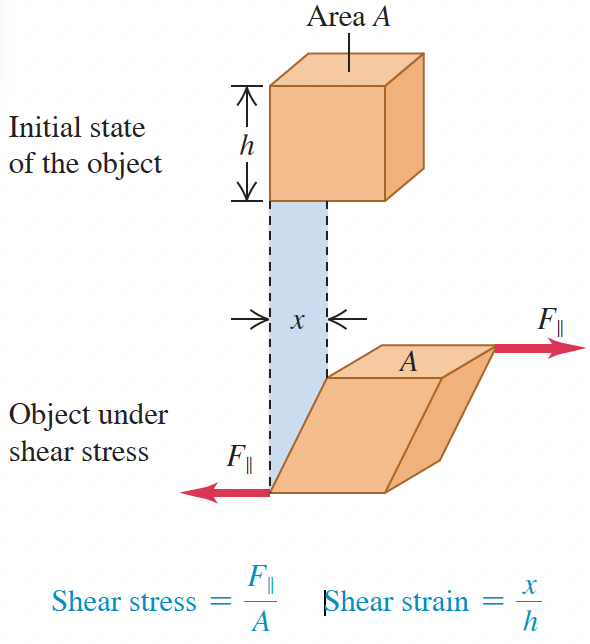 Area A
Initial state
of the object
h
x
F∥
A
Object under
shear stress
F∥
Shear stress = F∥/A
Shear strain = x/h